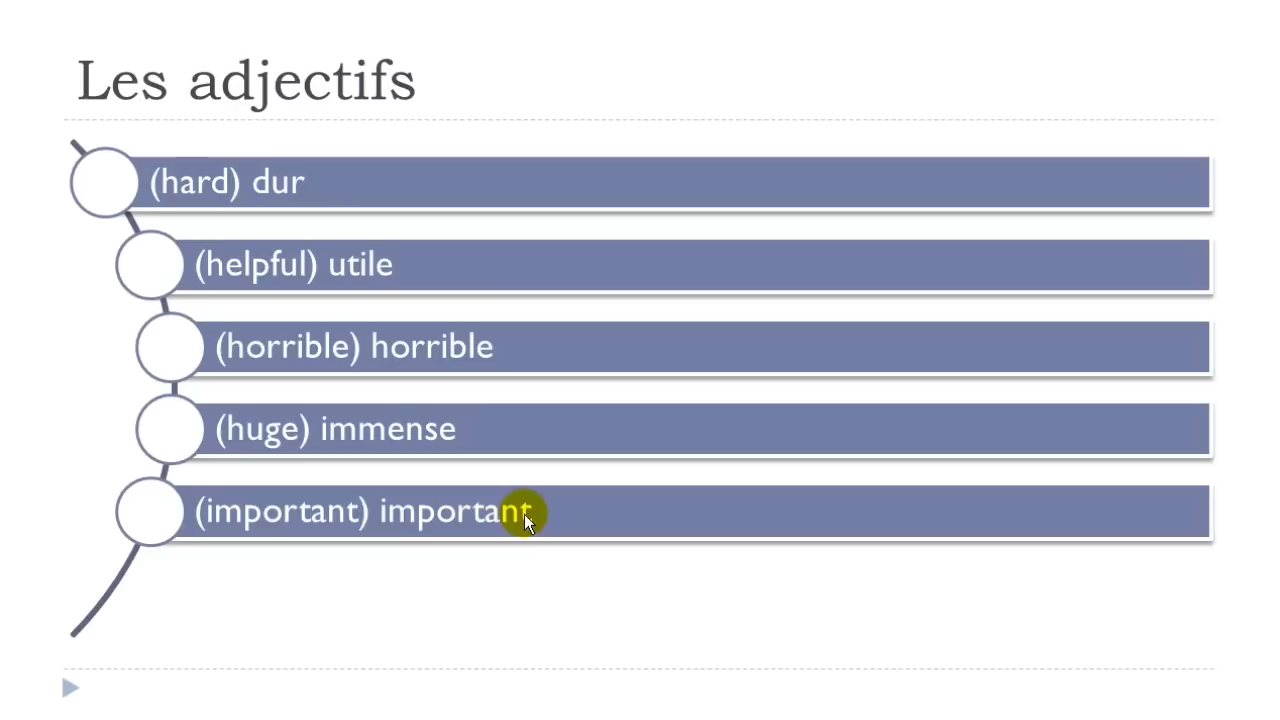 Les adjectifs
(hard) dur
(helpful) utile
(horrible) horrible
(huge) immense
(important) important